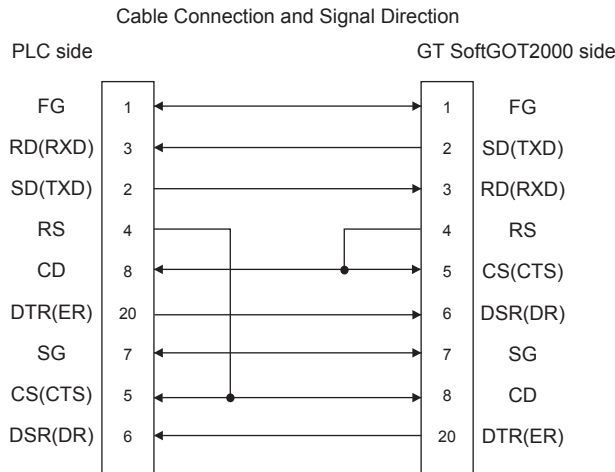 Cable Connection and Signal Direction
PLC side GT SoftGOT2000 side
FG 1 1 FG
RD(RXD) 3 2 SD(TXD)
SD(TXD) 2 3 RD(RXD)
RS 4 4 RS
CD 8 5 CS(CTS)
DTR(ER) 20 6 DSR(DR)
SG 7 7 SG
CS(CTS) 5 8 CD
DSR(DR) 6 20 DTR(ER)